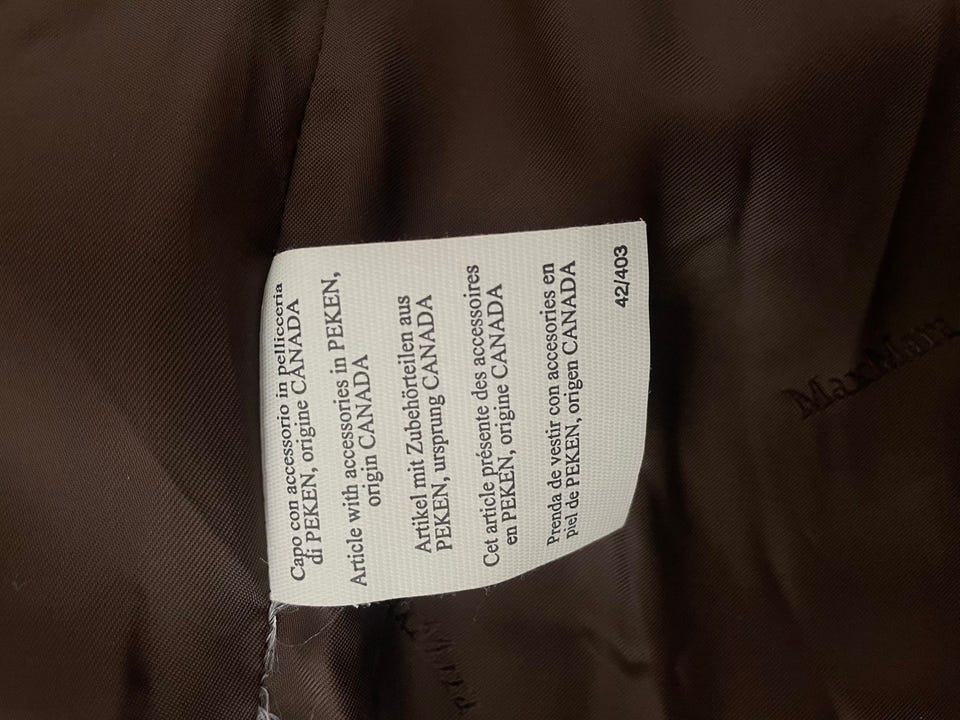 Capo con accessorio in pellicceria
di PEKEN, origine CANADA
Article with accessories in PEKEN,
origin CANADA
Artikel mit Zubehörteilen aus
PEKEN, ursprung CANADA
Cet article présente des accessoires
en PEKEN, origine CANADA
Prenda de vestir con accesories en
piel de PEKEN, origen CANADA
42/403
MaxMara